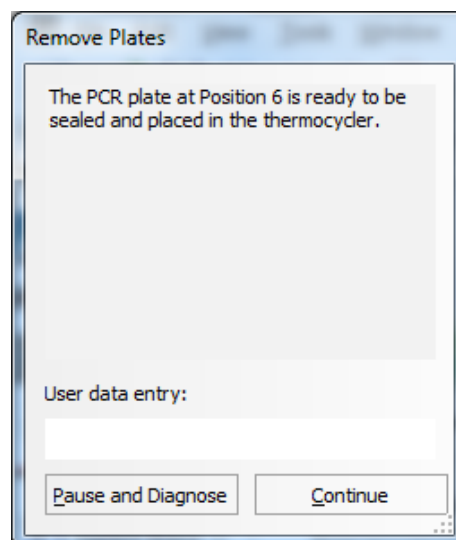 Remove Plates
The PCR plate at Position 6 is ready to be
sealed and placed in the thermocycler.
User data entry:
Pause and Diagnose
Continue